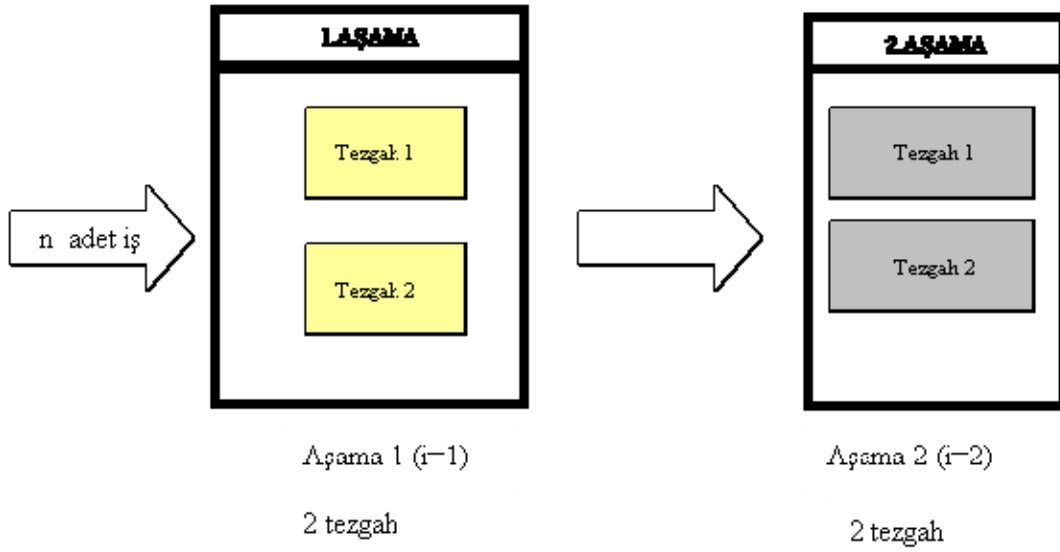 1.AŞAMA
Tezgah 1
Tezgah 2
n adet iş
2.AŞAMA
Tezgah 1
Tezgah 2
Aşama 1 (i=1)
2 tezgah
Aşama 2 (i=2)
2 tezgah